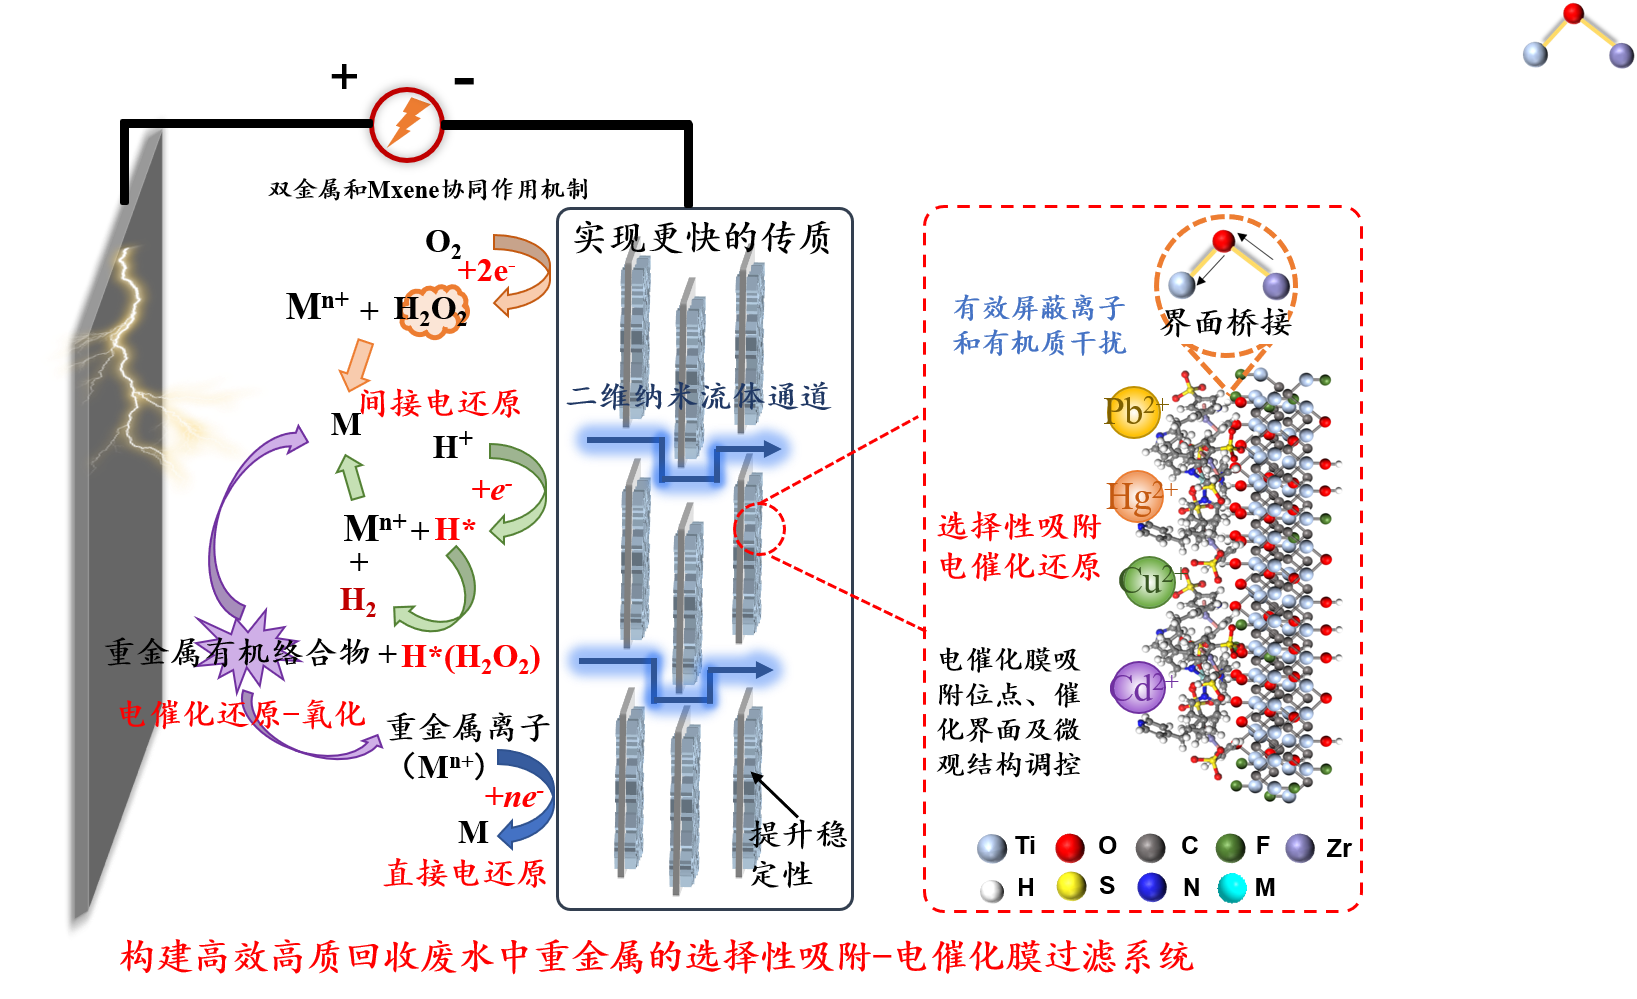 + -
双金属和Mxene协同作用机制
O₂
+2e⁻
Mⁿ⁺ + H₂O₂
间接电还原
M
H⁺
+e⁻
Mⁿ⁺ + H*
+
H₂
重金属有机络合物 + H*(H₂O₂)
电催化还原-氧化
重金属离子
（Mⁿ⁺）
+ne⁻
M
直接电还原
实现更快的传质
二维纳米流体通道
提升稳
定性
界面桥接
有效屏蔽离子
和有机质干扰
Pb²⁺
Hg²⁺
选择性吸附
电催化还原
Cu²⁺
Cd²⁺
电催化膜吸
附位点、催
化界面及微
观结构调控
Ti O C F Zr
H S N M
构建高效高质回收废水中重金属的选择性吸附-电催化膜过滤系统